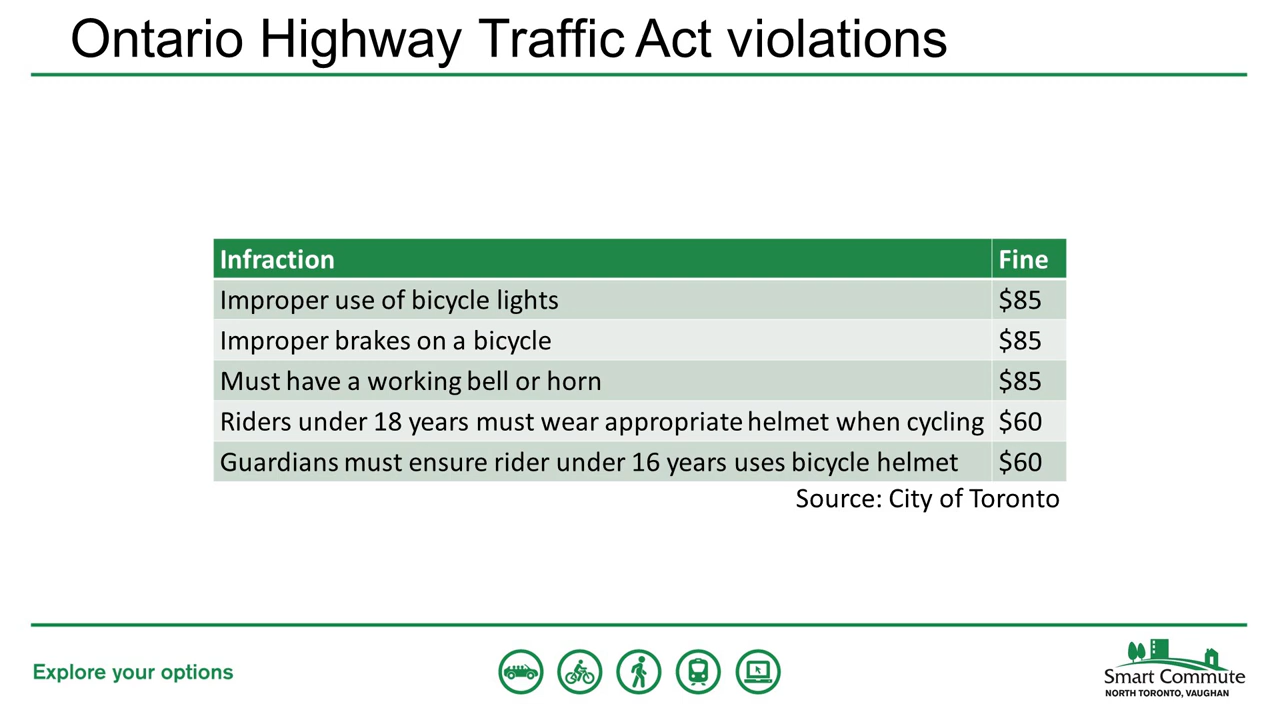 Ontario Highway Traffic Act violations
Infraction Fine
Improper use of bicycle lights $85
Improper brakes on a bicycle $85
Must have a working bell or horn $85
Riders under 18 years must wear appropriate helmet when cycling $60
Guardians must ensure rider under 16 years uses bicycle helmet $60
Source: City of Toronto
Explore your options
Smart Commute
NORTH TORONTO, VAUGHAN